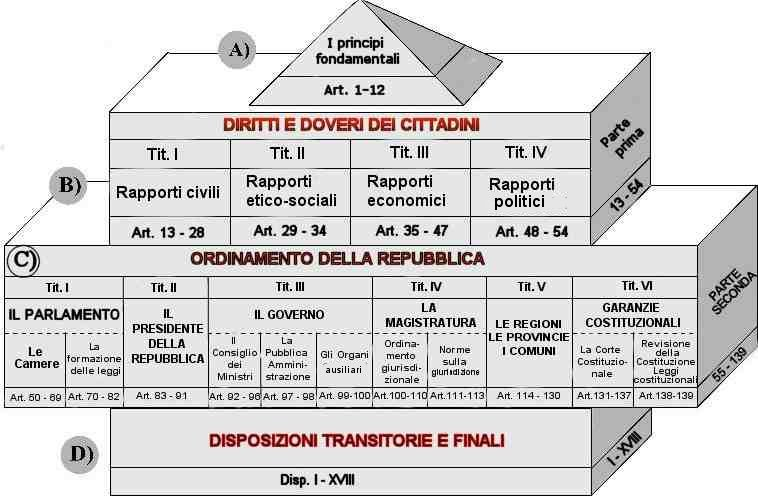 A)
I principi
fondamentali
Art. 1-12
DIRITTI E DOVERI DEI CITTADINI
Parte
prima
Tit. I
Tit. II
Tit. III
Tit. IV
B)
Rapporti civili
Rapporti
etico-sociali
Rapporti
economici
Rapporti
politici
13 - 54
Art. 13 - 28
Art. 29 - 34
Art. 35 - 47
Art. 48 - 54
C)
ORDINAMENTO DELLA REPUBBLICA
PARTE
SECONDA
Tit. I
Tit. II
Tit. III
Tit. IV
Tit. V
Tit. VI
IL PARLAMENTO
IL
PRESIDENTE
DELLA
REPUBBLICA
IL GOVERNO
LA
MAGISTRATURA
LE REGIONI
LE PROVINCIE
I COMUNI
GARANZIE
COSTITUZIONALI
Le
Camere
La
formazione
delle leggi
Il
Consiglio
dei
Ministri
La
Pubblica
Ammini-
strazione
Gli Organi
ausiliari
Ordina-
mento
giurisdi-
zionale
Norme
sulla
giurisdizione
La Corte
Costituzio-
nale
Revisione
della
Costituzione
Leggi
costituzionali
55 - 139
Art.50 - 69
Art.70 - 82
Art.83 - 91
Art.92 - 96
Art.97 - 98
Art.99-100
Art.100-110
Art.111-113
Art.114 - 130
Art.131-137
Art.138-139
D)
DISPOSIZIONI TRANSITORIE E FINALI
I - XVIII
Disp. I - XVIII